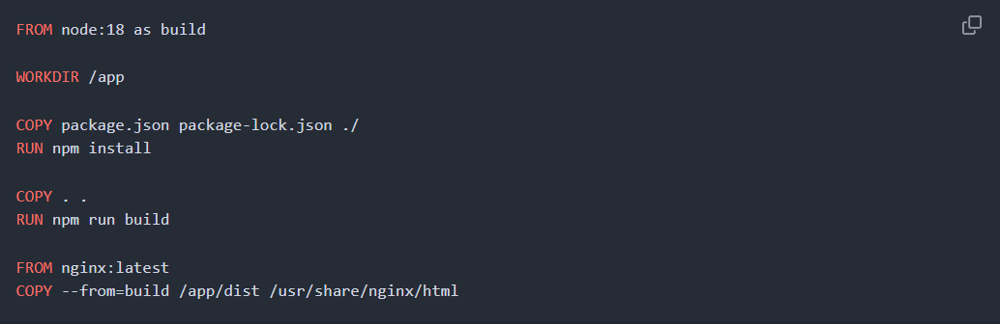 FROM node:18 as build
WORKDIR /app
COPY package.json package-lock.json ./
RUN npm install
COPY . .
RUN npm run build
FROM nginx:latest
COPY --from=build /app/dist /usr/share/nginx/html